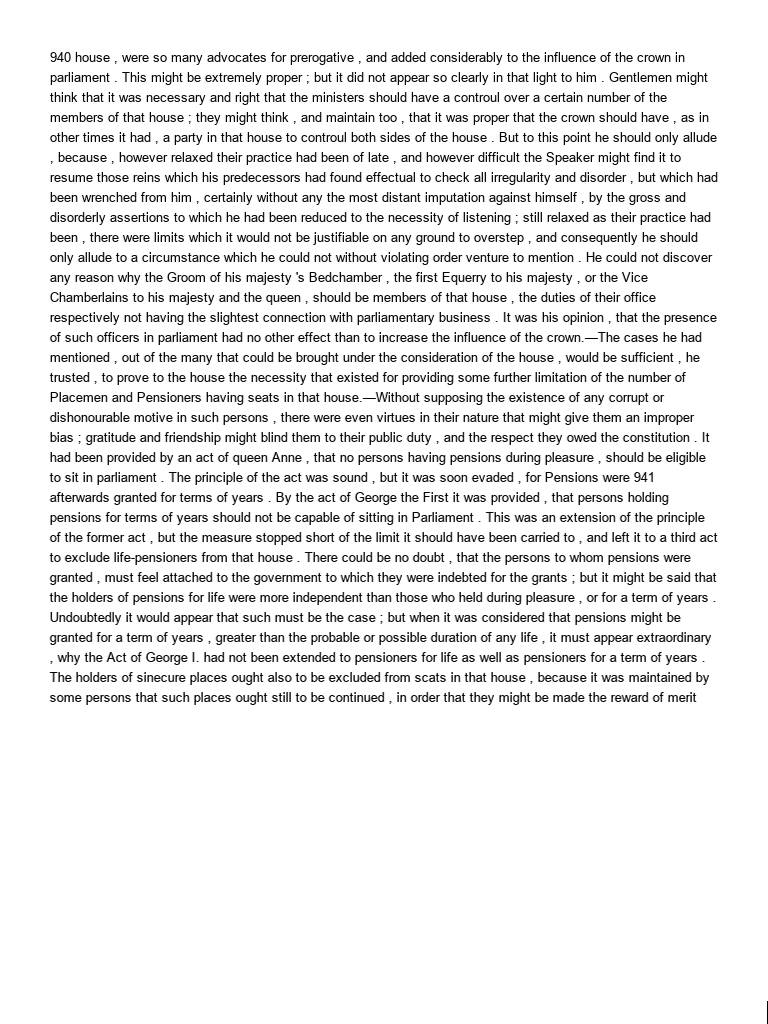 940 house , were so many advocates for prerogative , and added considerably to the influence of the crown in
parliament . This might be extremely proper ; but it did not appear so clearly in that light to him . Gentlemen might
think that it was necessary and right that the ministers should have a controul over a certain number of the
members of that house ; they might think , and maintain too , that it was proper that the crown should have , as in
other times it had , a party in that house to controul both sides of the house . But to this point he should only allude
, because , however relaxed their practice had been of late , and however difficult the Speaker might find it to
resume those reins which his predecessors had found effectual to check all irregularity and disorder , but which had
been wrenched from him , certainly without any the most distant imputation against himself , by the gross and
disorderly assertions to which he had been reduced to the necessity of listening ; still relaxed as their practice had
been , there were limits which it would not be justifiable on any ground to overstep , and consequently he should
only allude to a circumstance which he could not without violating order venture to mention . He could not discover
any reason why the Groom of his majesty 's Bedchamber , the first Equerry to his majesty , or the Vice
Chamberlains to his majesty and the queen , should be members of that house , the duties of their office
respectively not having the slightest connection with parliamentary business . It was his opinion , that the presence
of such officers in parliament had no other effect than to increase the influence of the crown.—The cases he had
mentioned , out of the many that could be brought under the consideration of the house , would be sufficient , he
trusted , to prove to the house the necessity that existed for providing some further limitation of the number of
Placemen and Pensioners having seats in that house.—Without supposing the existence of any corrupt or
dishonourable motive in such persons , there were even virtues in their nature that might give them an improper
bias ; gratitude and friendship might blind them to their public duty , and the respect they owed the constitution . It
had been provided by an act of queen Anne , that no persons having pensions during pleasure , should be eligible
to sit in parliament . The principle of the act was sound , but it was soon evaded , for Pensions were 941
afterwards granted for terms of years . By the act of George the First it was provided , that persons holding
pensions for terms of years should not be capable of sitting in Parliament . This was an extension of the principle
of the former act , but the measure stopped short of the limit it should have been carried to , and left it to a third act
to exclude life-pensioners from that house . There could be no doubt , that the persons to whom pensions were
granted , must feel attached to the government to which they were indebted for the grants ; but it might be said that
the holders of pensions for life were more independent than those who held during pleasure , or for a term of years .
Undoubtedly it would appear that such must be the case ; but when it was considered that pensions might be
granted for a term of years , greater than the probable or possible duration of any life , it must appear extraordinary
, why the Act of George I. had not been extended to pensioners for life as well as pensioners for a term of years .
The holders of sinecure places ought also to be excluded from scats in that house , because it was maintained by
some persons that such places ought still to be continued , in order that they might be made the reward of merit